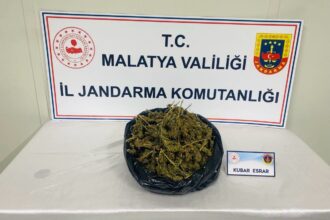 T.C.
MALATYA VALİLİĞİ
İL JANDARMA KOMUTANLIĞI
KUBAR ESRAR